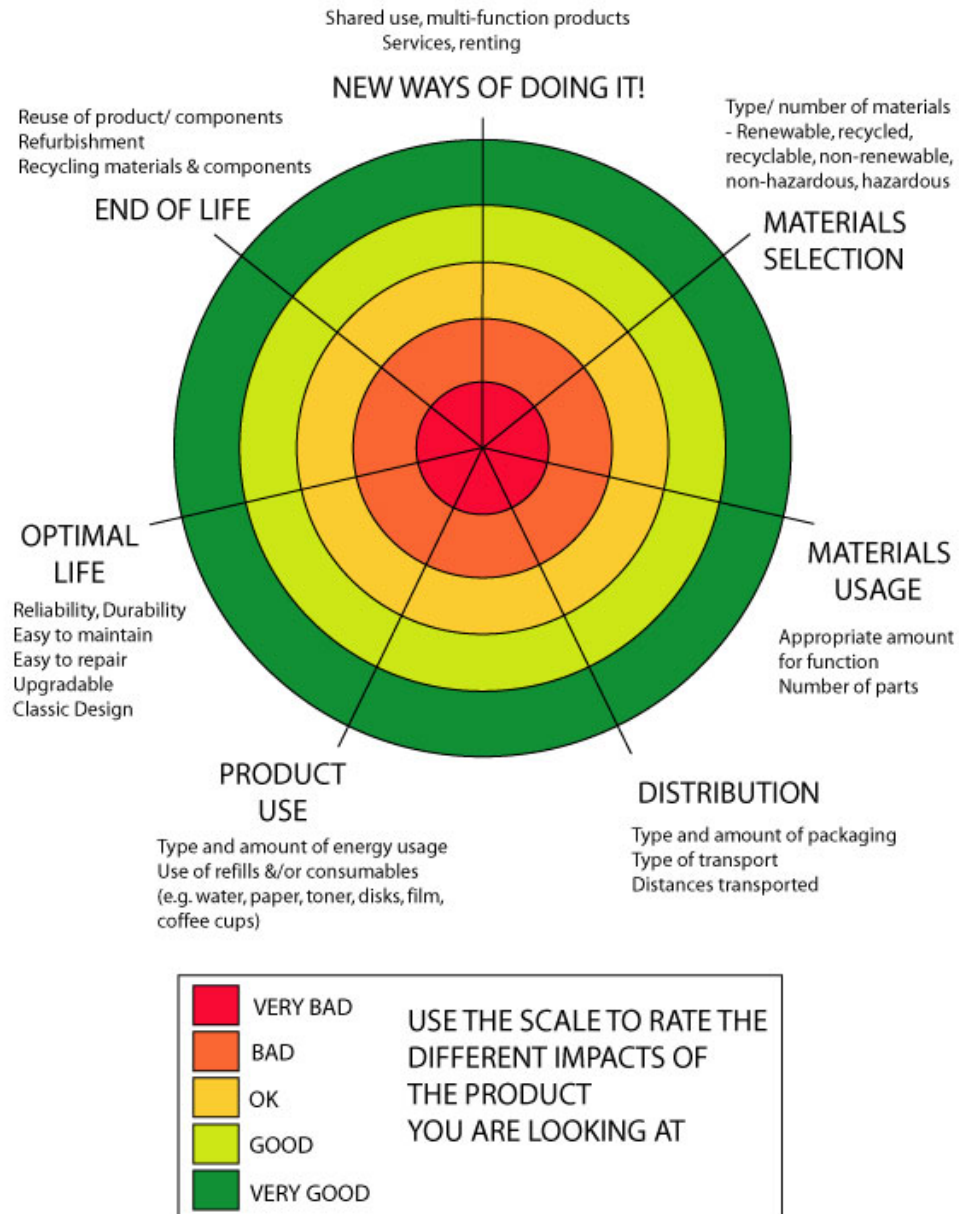 Shared use, multi-function products
Services, renting
NEW WAYS OF DOING IT!
Reuse of product/ components
Refurbishment
Recycling materials & components
END OF LIFE
Type/ number of materials
- Renewable, recycled,
recyclable, non-renewable,
non-hazardous, hazardous
MATERIALS
SELECTION
OPTIMAL
LIFE
Reliability, Durability
Easy to maintain
Easy to repair
Upgradable
Classic Design
MATERIALS
USAGE
Appropriate amount
for function
Number of parts
PRODUCT
USE
Type and amount of energy usage
Use of refills &/or consumables
(e.g. water, paper, toner, disks, film,
coffee cups)
DISTRIBUTION
Type and amount of packaging
Type of transport
Distances transported
VERY BAD
BAD
OK
GOOD
VERY GOOD
USE THE SCALE TO RATE THE
DIFFERENT IMPACTS OF
THE PRODUCT
YOU ARE LOOKING AT